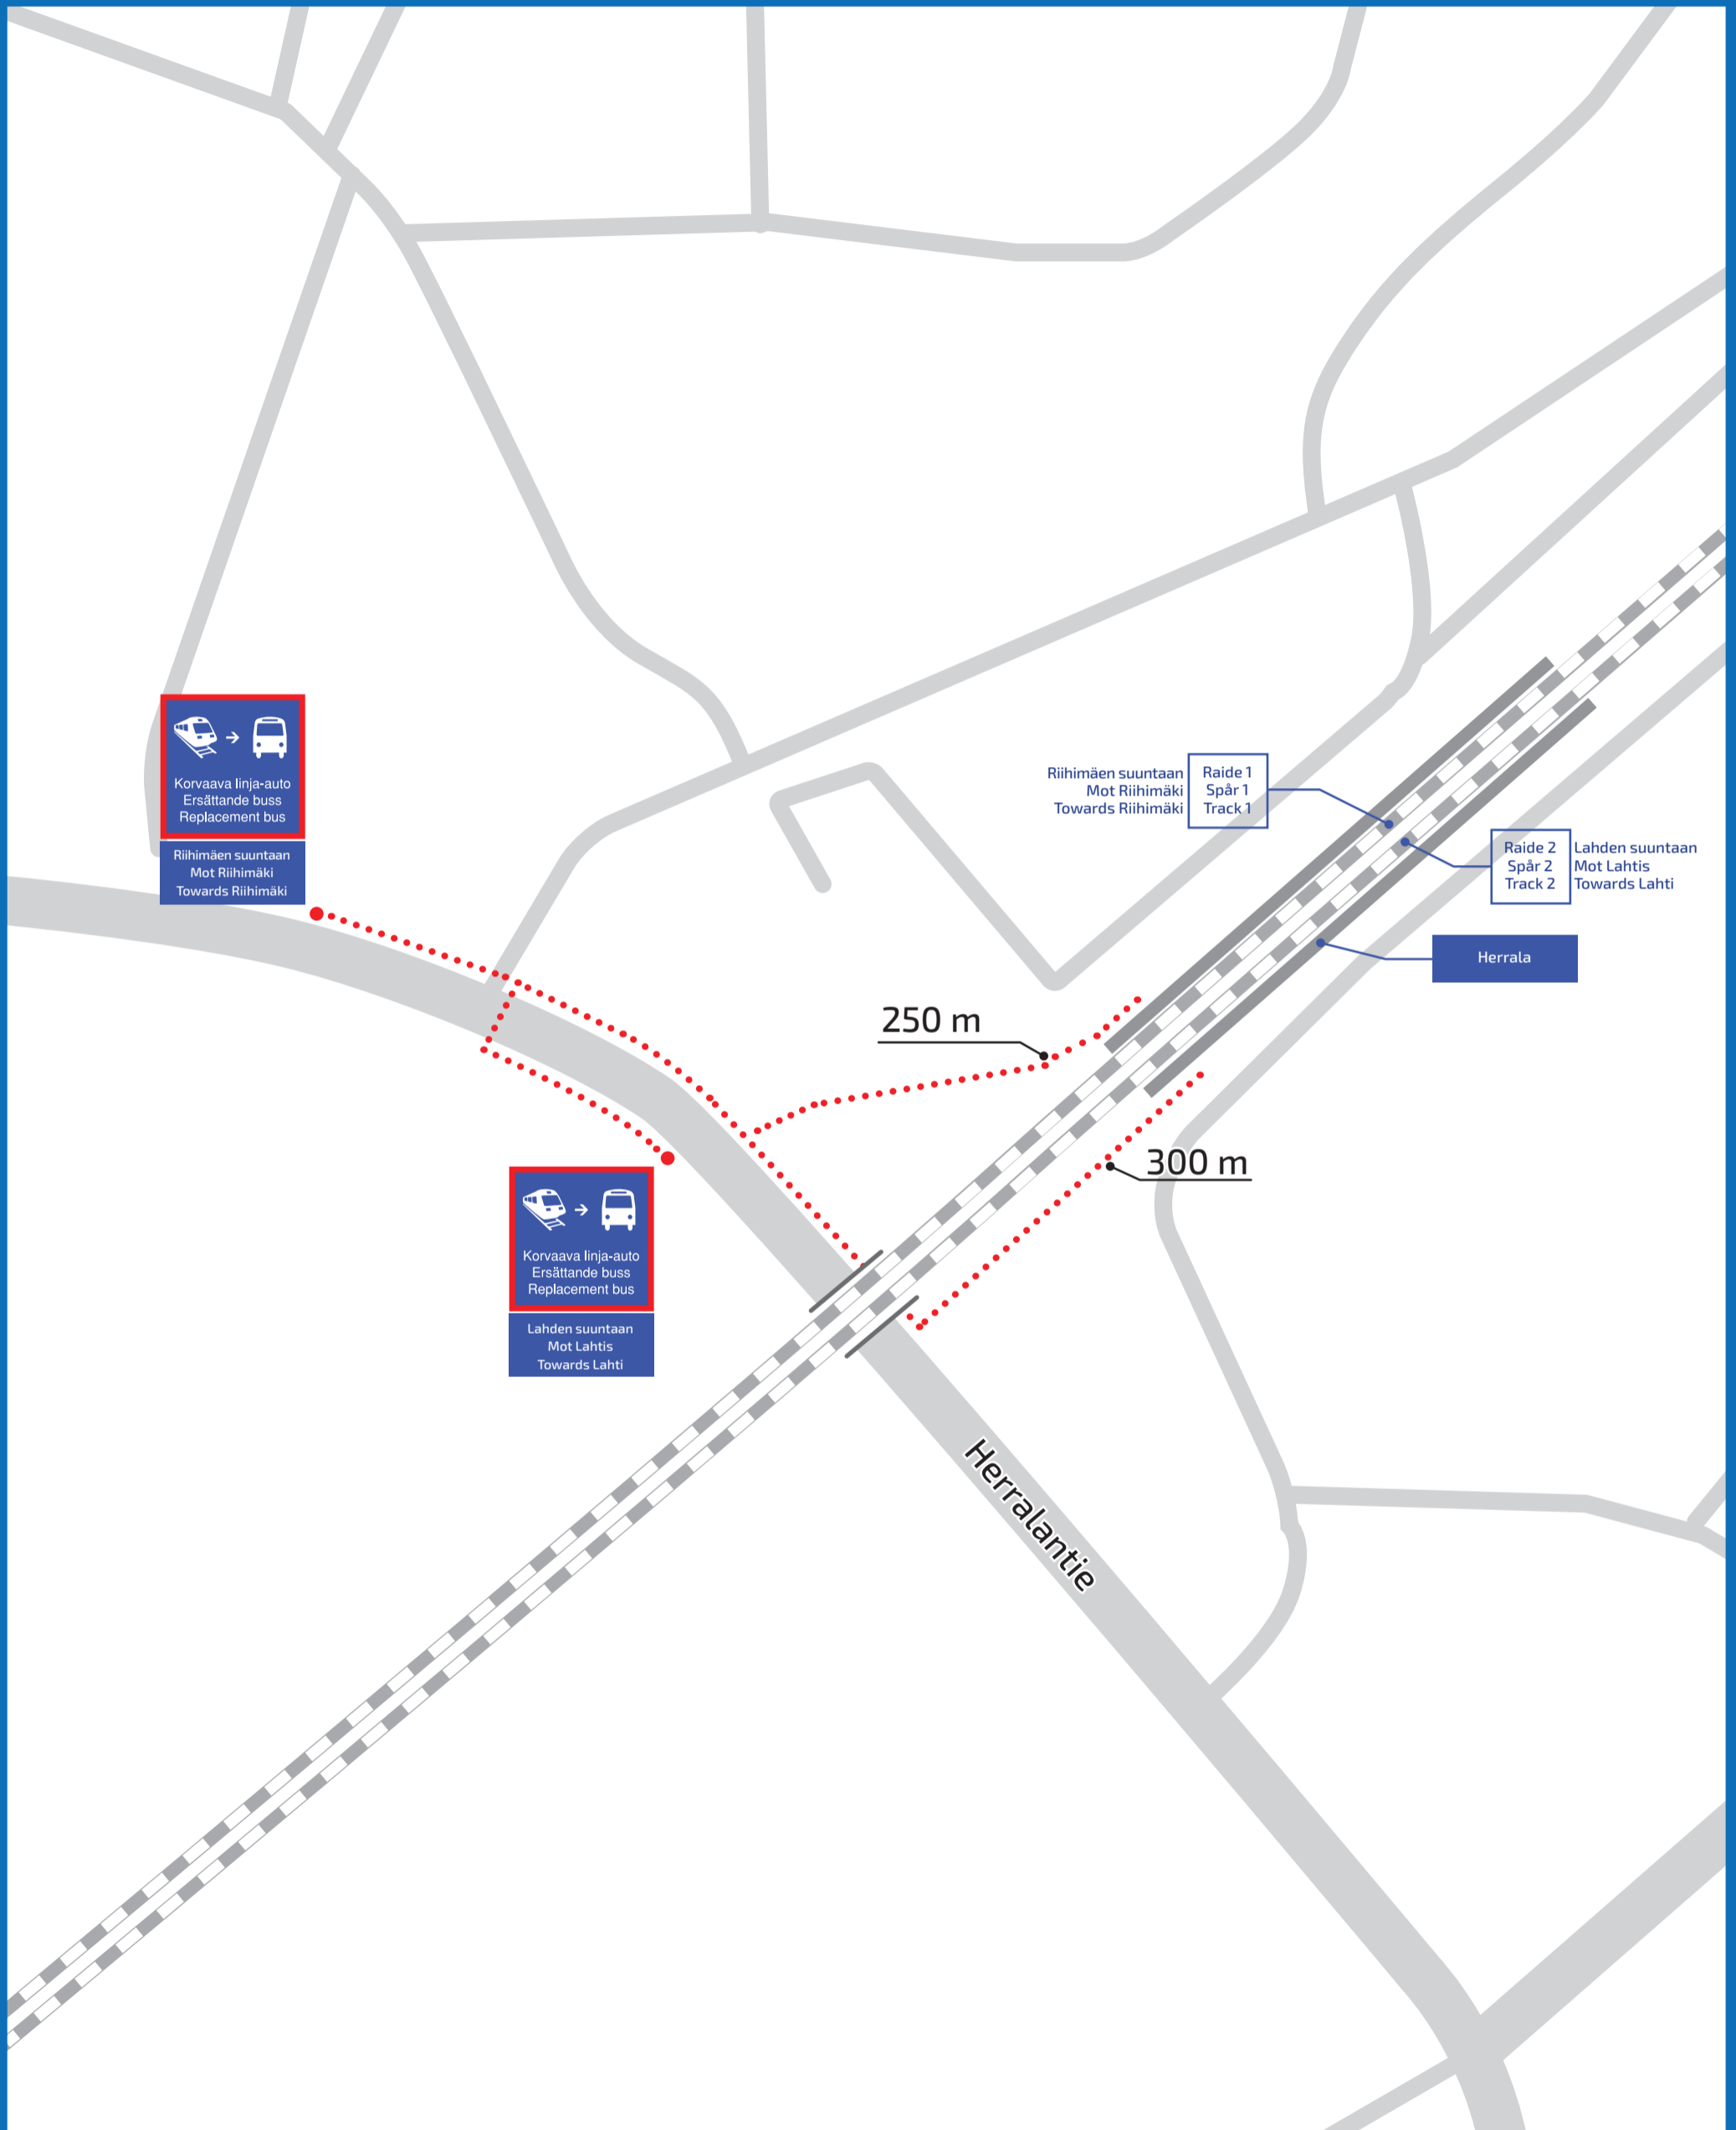 Korvaava linja-auto
Ersättande buss
Replacement bus
Riihimäen suuntaan
Mot Riihimäki
Towards Riihimäki
Riihimäen suuntaan
Mot Riihimäki
Towards Riihimäki
Raide 1
Spår 1
Track 1
Raide 2
Spår 2
Track 2
Lahden suuntaan
Mot Lahtis
Towards Lahti
Herrala
250 m
300 m
Korvaava linja-auto
Ersättande buss
Replacement bus
Lahden suuntaan
Mot Lahtis
Towards Lahti
Herralantie